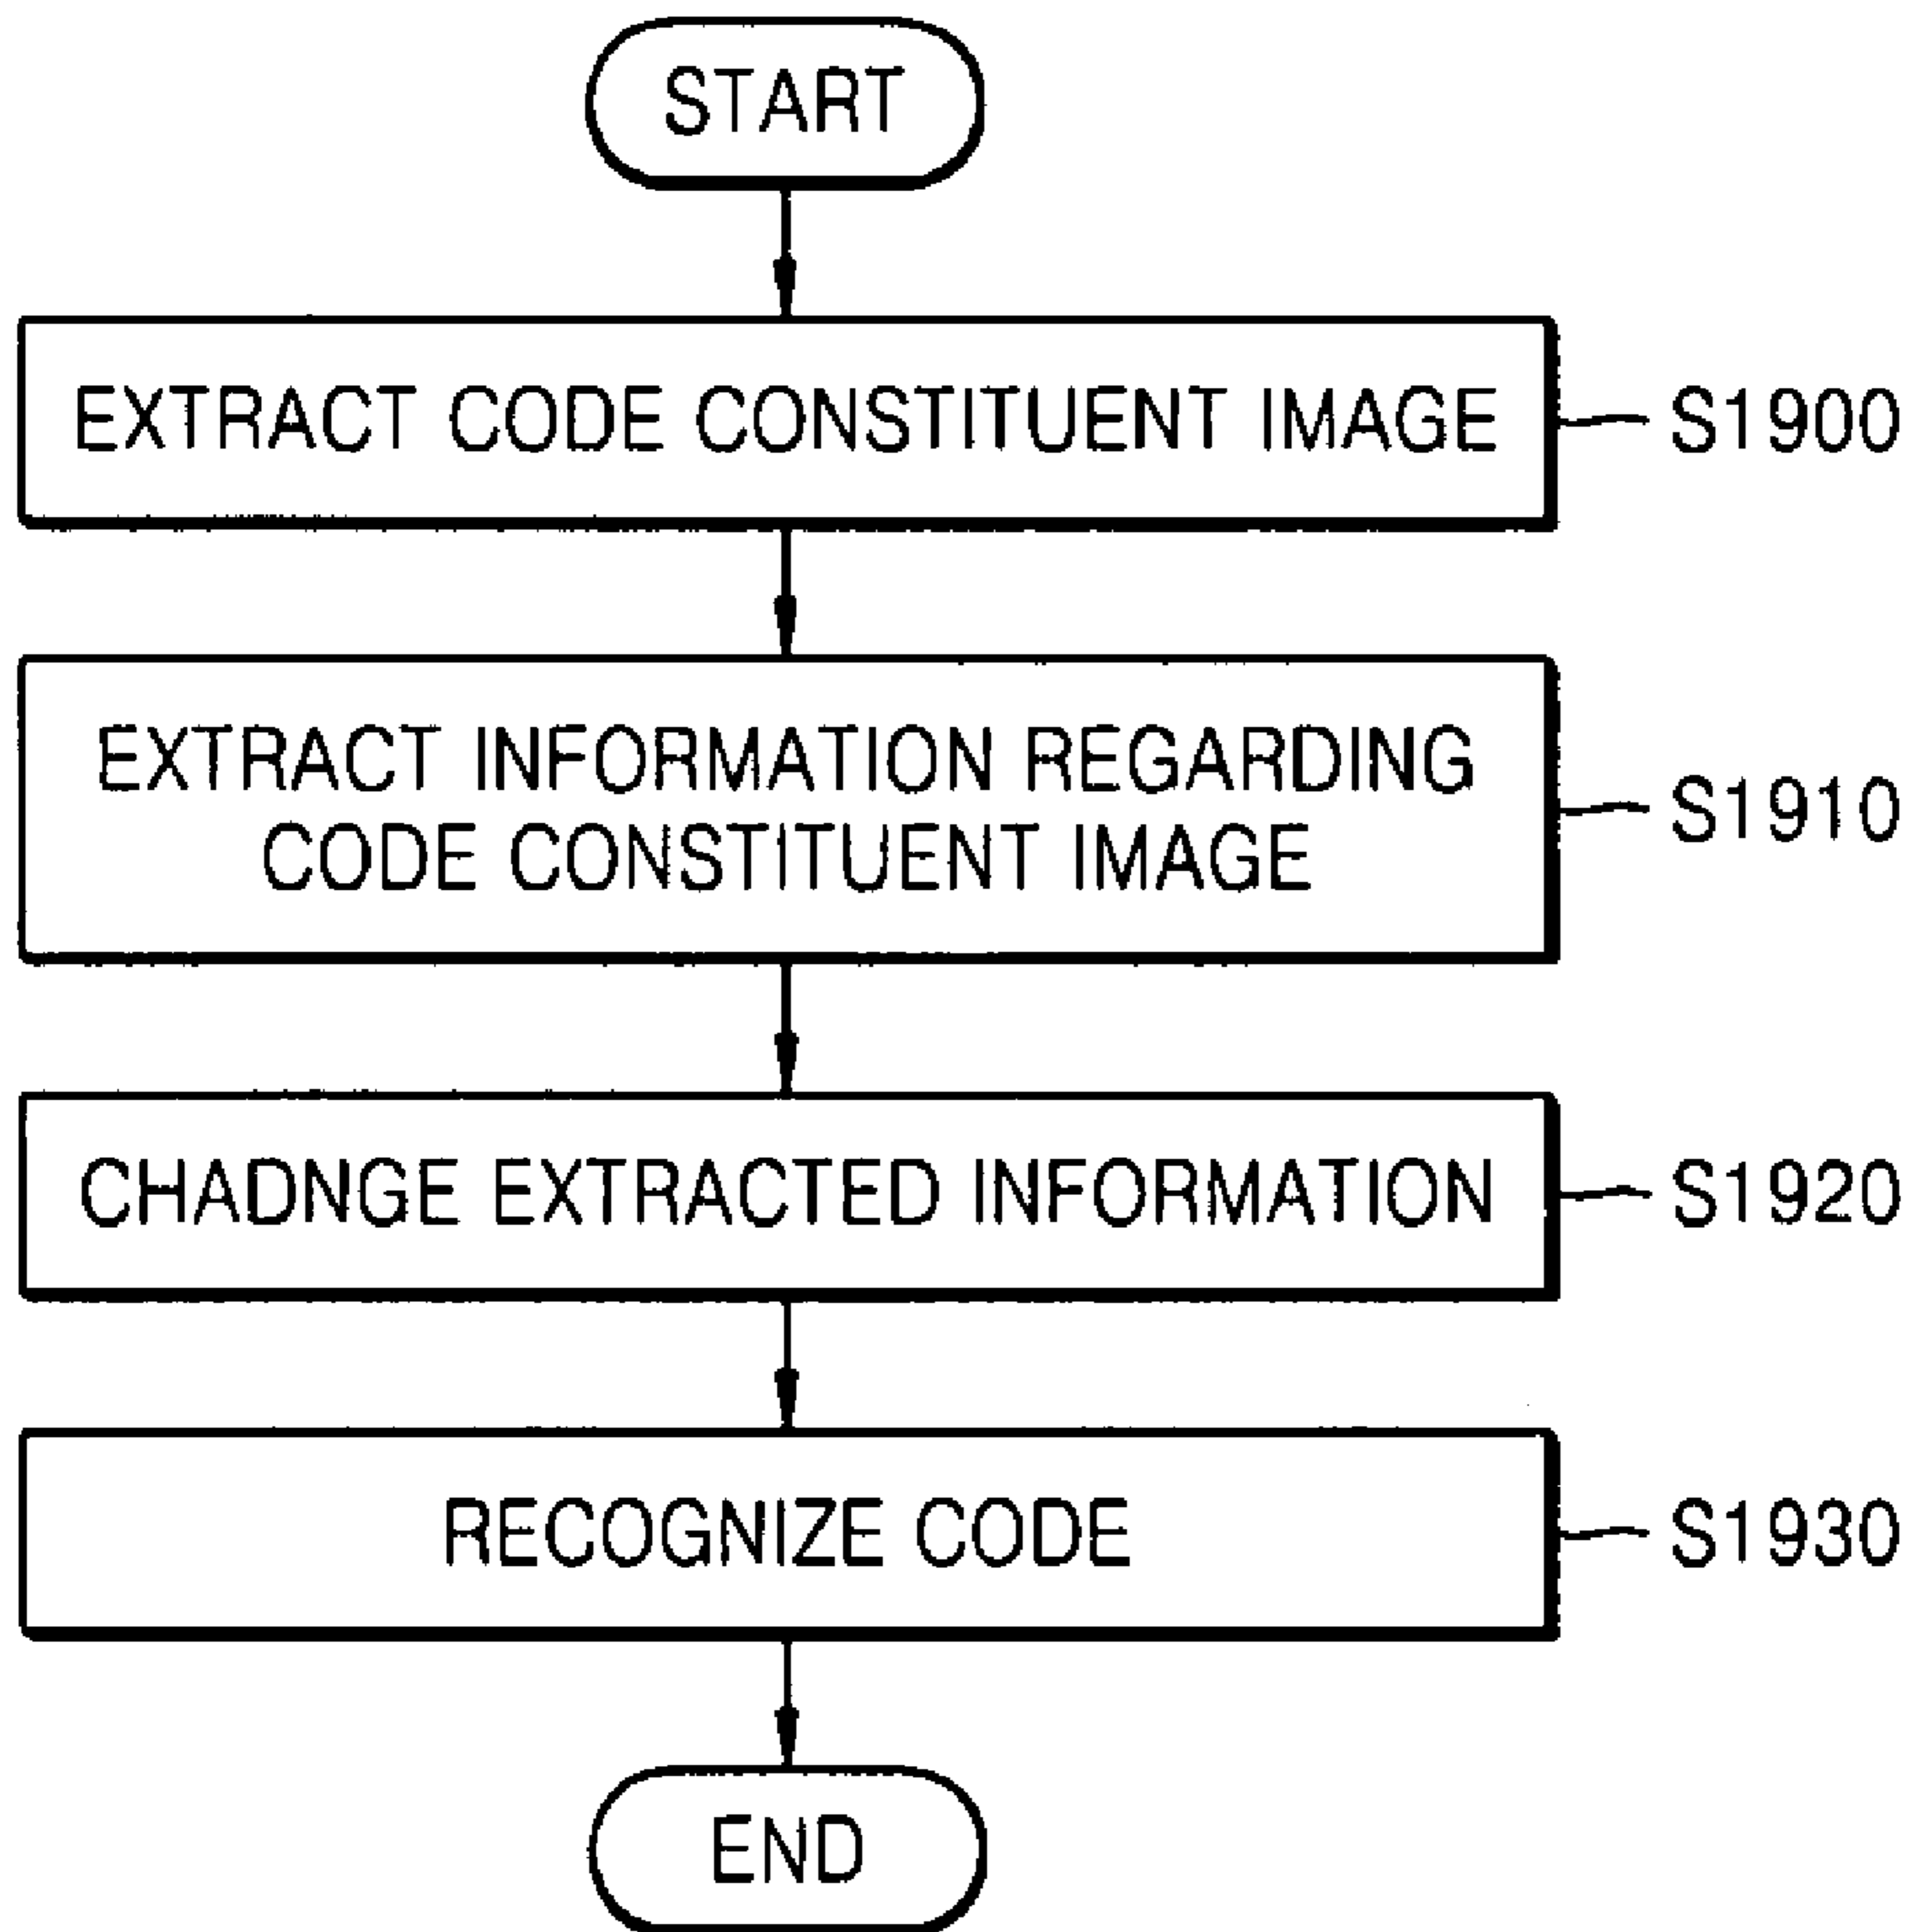 START
EXTRACT CODE CONSTITUENT IMAGE
S1900
EXTRACT INFORMATION REGARDING
CODE CONSTITUENT IMAGE
S1910
CHADNGE EXTRACTED INFORMATION
S1920
RECOGNIZE CODE
S1930
END